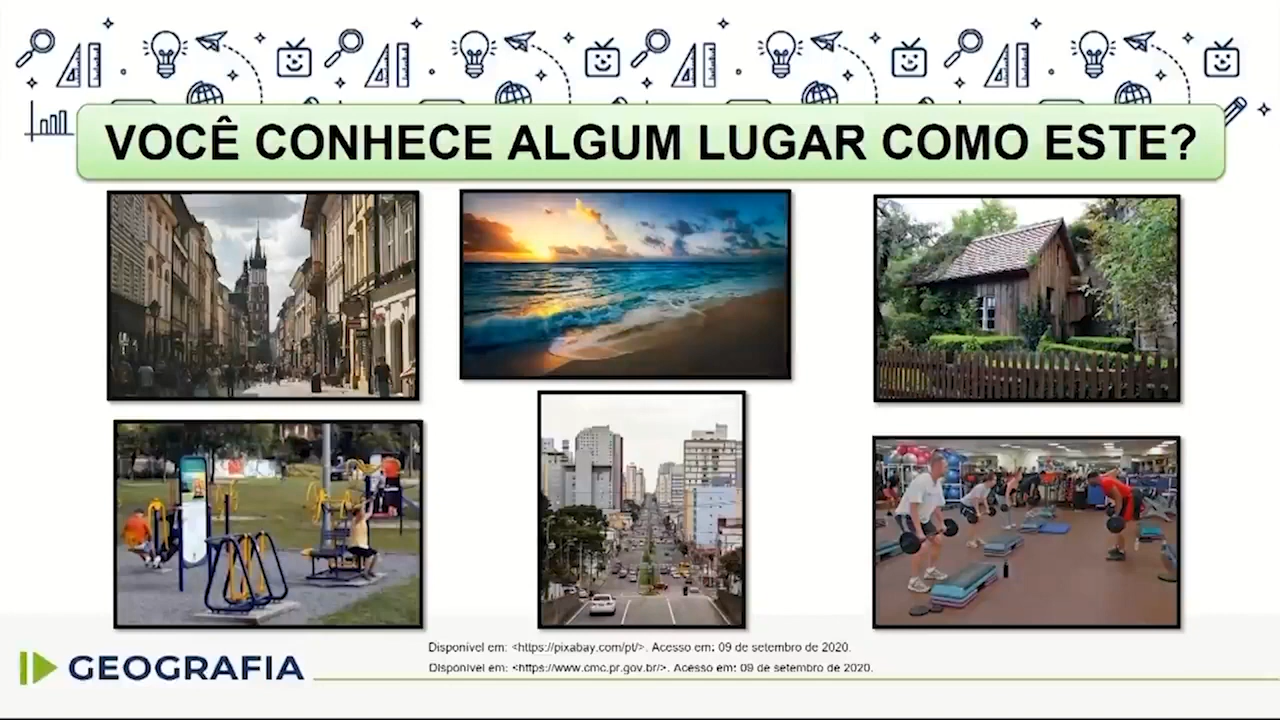 VOCÊ CONHECE ALGUM LUGAR COMO ESTE?
Disponível em: <https://pixabay.com/pt/>. Acesso em: 09 de setembro de 2020.
Disponível em: <https://www.cmc.pr.gov.br/>. Acesso em: 09 de setembro de 2020.
GEOGRAFIA